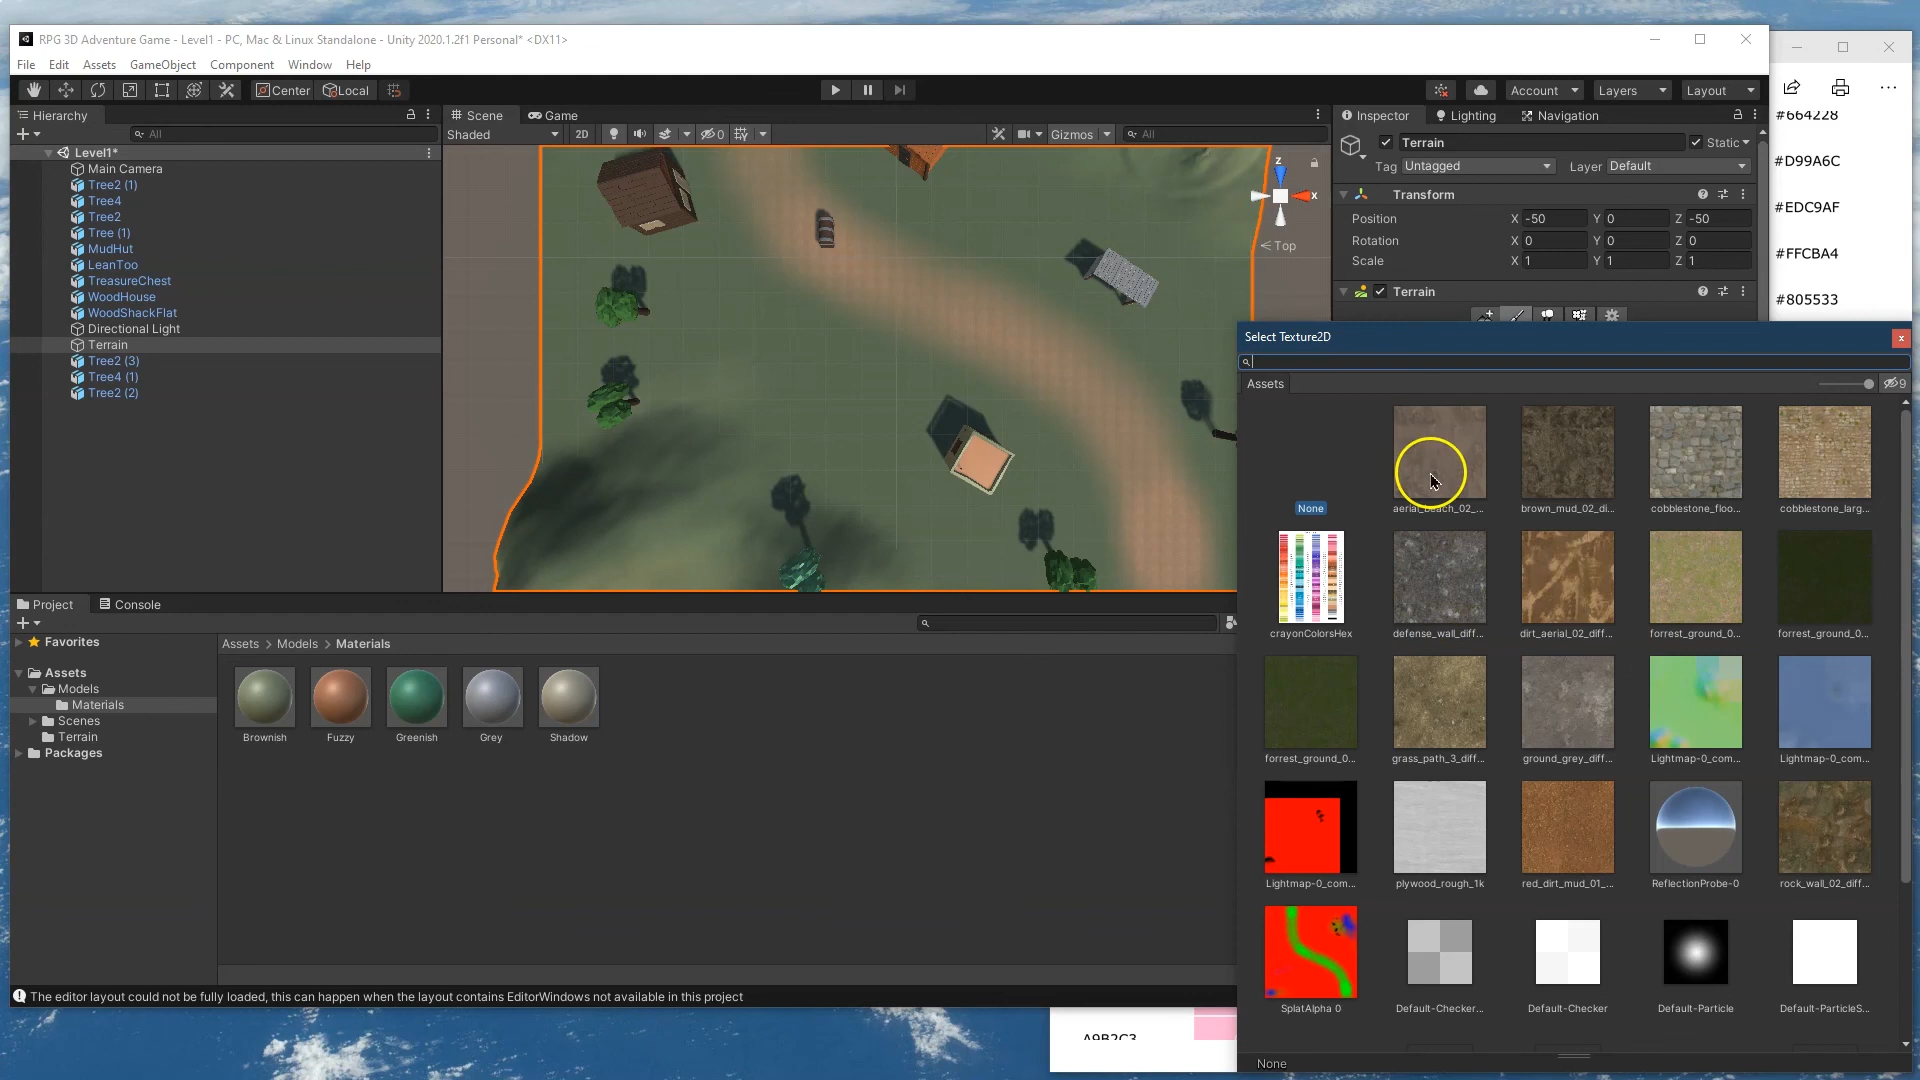 RPG 3D Adventure Game - Level1 - PC, Mac & Linux Standalone - Unity 2020.1.2f1 Personal* <DX11>
File Edit Assets GameObject Component Window Help
Center Local Account Layers Layout
Hierarchy
All
Level1*
Main Camera
Tree2 (1)
Tree4
Tree2
Tree (1)
MudHut
LeanToo
TreasureChest
WoodHouse
WoodShackFlat
Directional Light
Terrain
Tree2 (3)
Tree4 (1)
Tree2 (2)
Scene Game
Shaded 2D 0 Gizmos All
z
x
Top
Inspector Lighting Navigation
Terrain Static
Tag Untagged Layer Default
Transform
Position X -50 Y 0 Z -50
Rotation X 0 Y 0 Z 0
Scale X 1 Y 1 Z 1
Terrain
#664228
#D99A6C
#EDC9AF
#FFCBA4
#805533
Select Texture2D
Assets 9
None aerial_beach_02_... brown_mud_02_di... cobblestone_floo... cobblestone_larg...
crayonColorsHex defense_wall_diff... dirt_aerial_02_diff... forrest_ground_0... forrest_ground_0...
forrest_ground_0... grass_path_3_diff... ground_grey_diff... Lightmap-0_com... Lightmap-0_com...
Lightmap-0_com... plywood_rough_1k red_dirt_mud_01_... ReflectionProbe-0 rock_wall_02_diff...
SplatAlpha 0 Default-Checker... Default-Checker Default-Particle Default-ParticleS...
None
Project Console
Favorites
Assets
Models
Materials
Scenes
Terrain
Packages
Assets > Models > Materials
Brownish Fuzzy Greenish Grey Shadow
The editor layout could not be fully loaded, this can happen when the layout contains EditorWindows not available in this project
A9B2C3